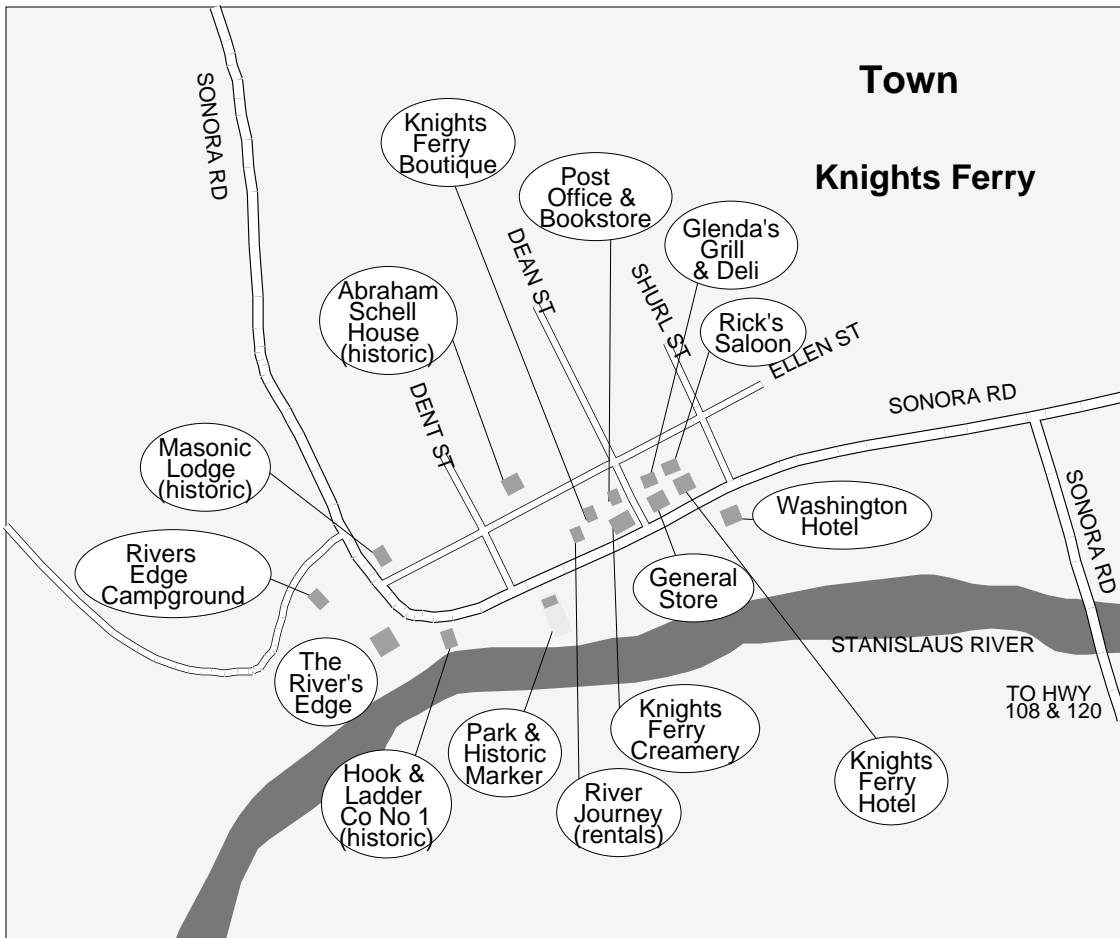 Town
Knights Ferry
SONORA RD
Knights
Ferry
Boutique
Post
Office &
Bookstore
Glenda's
Grill
& Deli
Rick's
Saloon
DEAN ST
SHURL ST
ELLEN ST
Abraham
Schell
House
(historic)
DENT ST
SONORA RD
Masonic
Lodge
(historic)
Washington
Hotel
SONORA RD
Rivers
Edge
Campground
General
Store
STANISLAUS RIVER
The
River's
Edge
TO HWY
108 & 120
Park &
Historic
Marker
Knights
Ferry
Creamery
Knights
Ferry
Hotel
Hook &
Ladder
Co No 1
(historic)
River
Journey
(rentals)